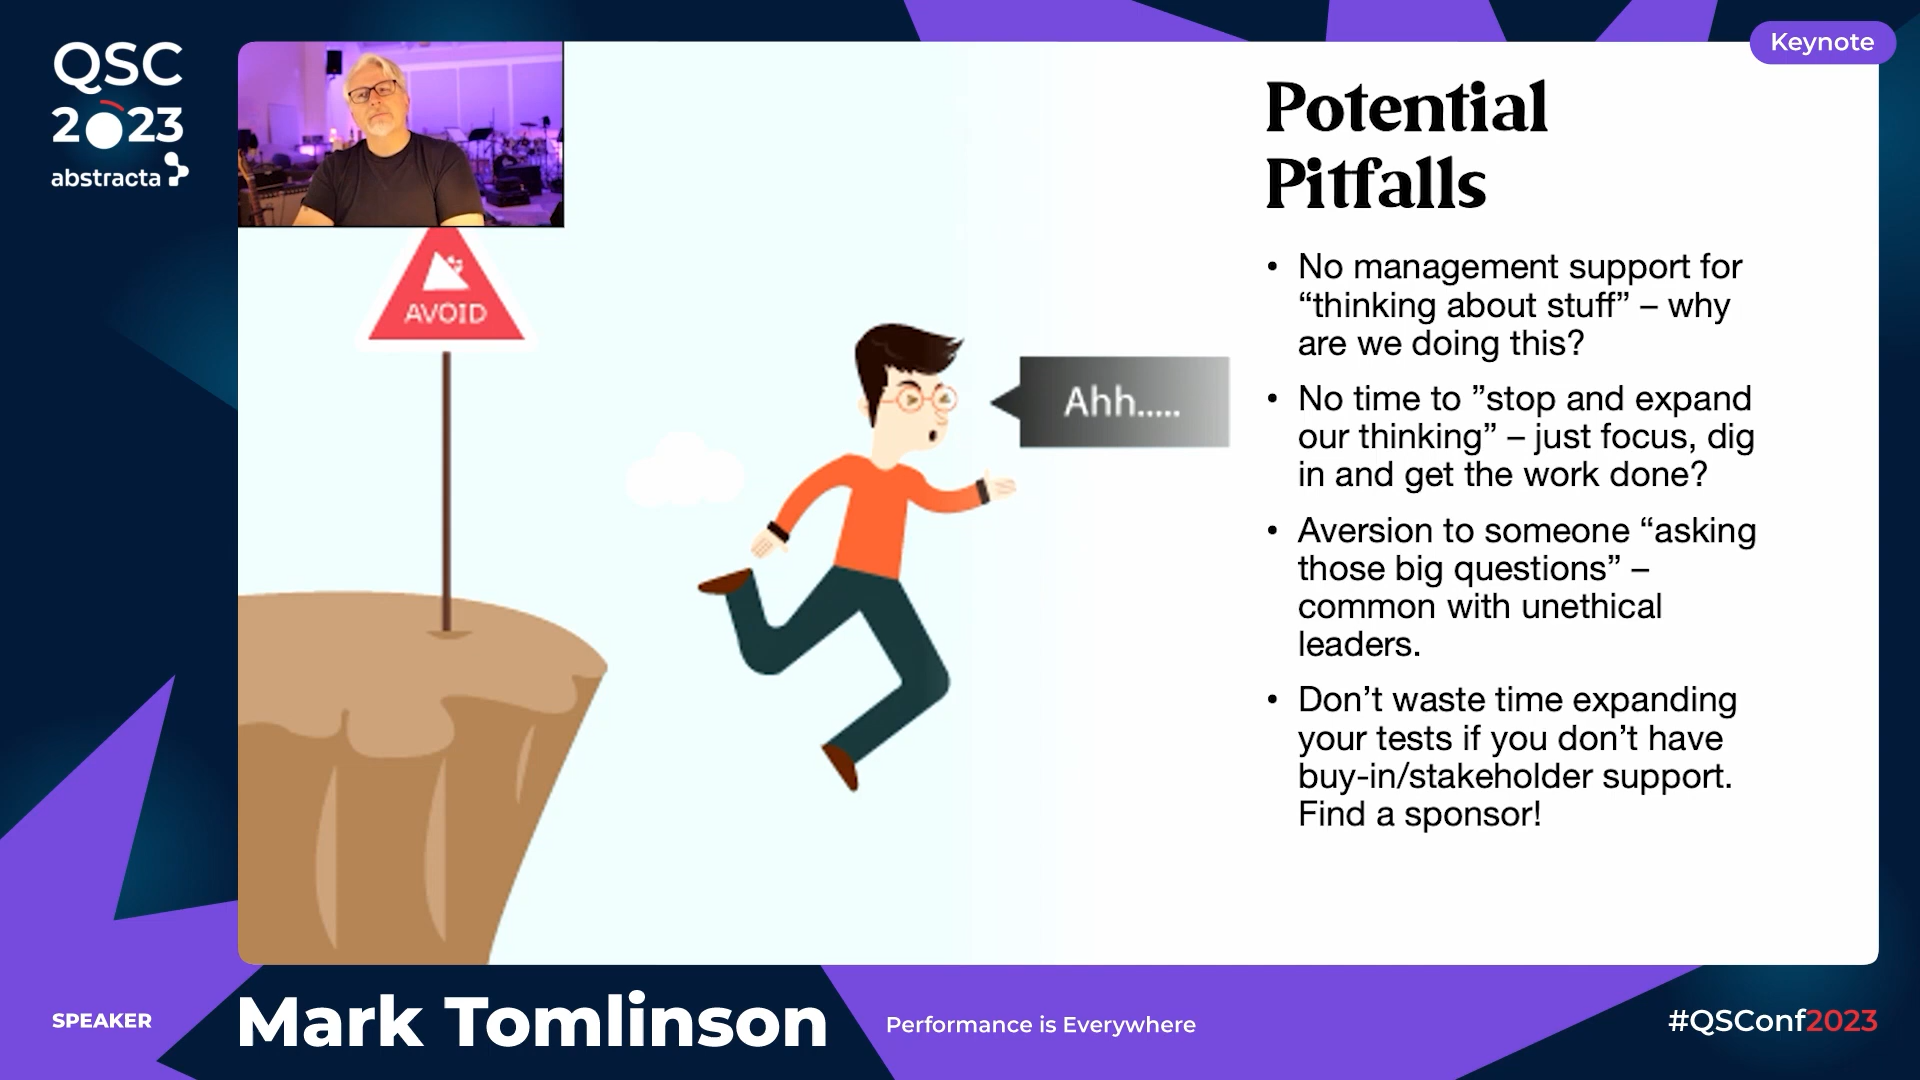 QSC
2023
abstracta
Keynote
AVOID
Ahh.....
Potential
Pitfalls
• No management support for
“thinking about stuff” – why
are we doing this?
• No time to ”stop and expand
our thinking” – just focus, dig
in and get the work done?
• Aversion to someone “asking
those big questions” –
common with unethical
leaders.
• Don’t waste time expanding
your tests if you don’t have
buy-in/stakeholder support.
Find a sponsor!
SPEAKER
Mark Tomlinson
Performance is Everywhere
#QSConf2023